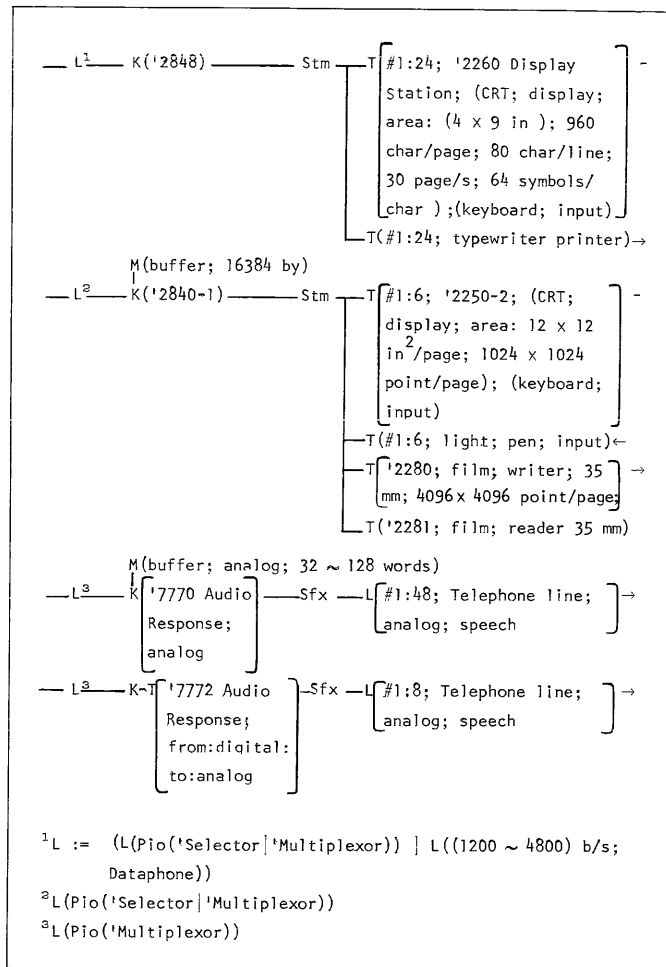 L¹ K('2848) Stm T[#1:24; '2260 Display -
Station; (CRT; display;
area: (4 x 9 in ); 960
char/page; 80 char/line;
30 page/s; 64 symbols/
char ) ;(keyboard; input)]
T(#1:24; typewriter printer)→
M(buffer; 16384 by)
L² K('2840-1) Stm T[#1:6; '2250-2; (CRT; -
display; area: 12 x 12
in²/page; 1024 x 1024
point/page); (keyboard;
input)]
T(#1:6; light; pen; input)←
T['2280; film; writer; 35 →
mm; 4096 x 4096 point/page;]
T('2281; film; reader 35 mm)
M(buffer; analog; 32 ~ 128 words)
L³ K['7770 Audio Sfx L[#1:48; Telephone line; →
Response; analog; speech]
analog]
L³ K-T['7772 Audio Sfx L[#1:8; Telephone line; →
Response; analog; speech]
from:digital:
to:analog]
¹L := (L(Pio('Selector|'Multiplexor)) | L((1200 ~ 4800) b/s;
Dataphone))
²L(Pio('Selector|'Multiplexor))
³L(Pio('Multiplexor))